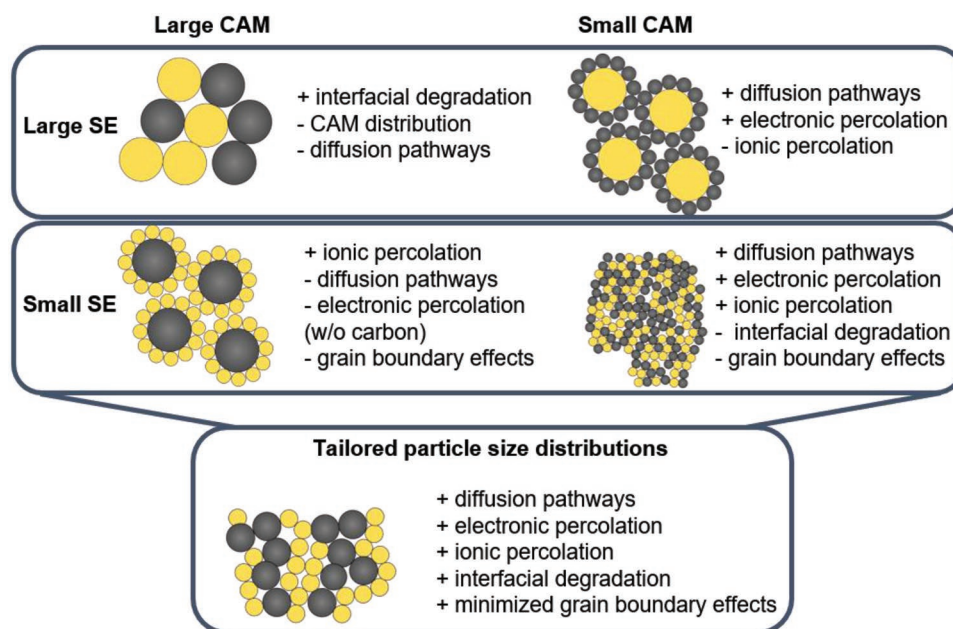 Large CAM
Small CAM
Large SE
+ interfacial degradation
- CAM distribution
- diffusion pathways
+ diffusion pathways
+ electronic percolation
- ionic percolation
Small SE
+ ionic percolation
- diffusion pathways
- electronic percolation
(w/o carbon)
- grain boundary effects
+ diffusion pathways
+ electronic percolation
+ ionic percolation
- interfacial degradation
- grain boundary effects
Tailored particle size distributions
+ diffusion pathways
+ electronic percolation
+ ionic percolation
+ interfacial degradation
+ minimized grain boundary effects